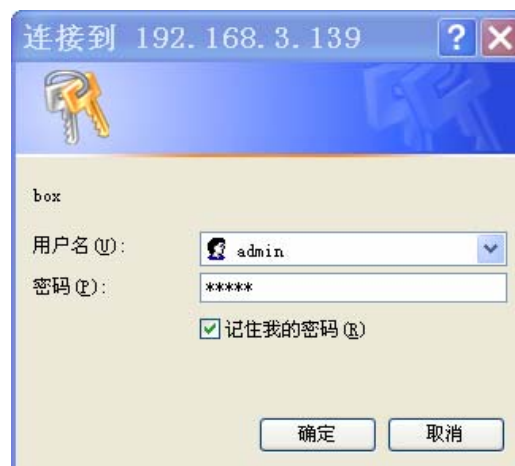 连接到 192.168.3.139
box
用户名(U):
admin
密码(P):
*****
记住我的密码(R)
确定
取消